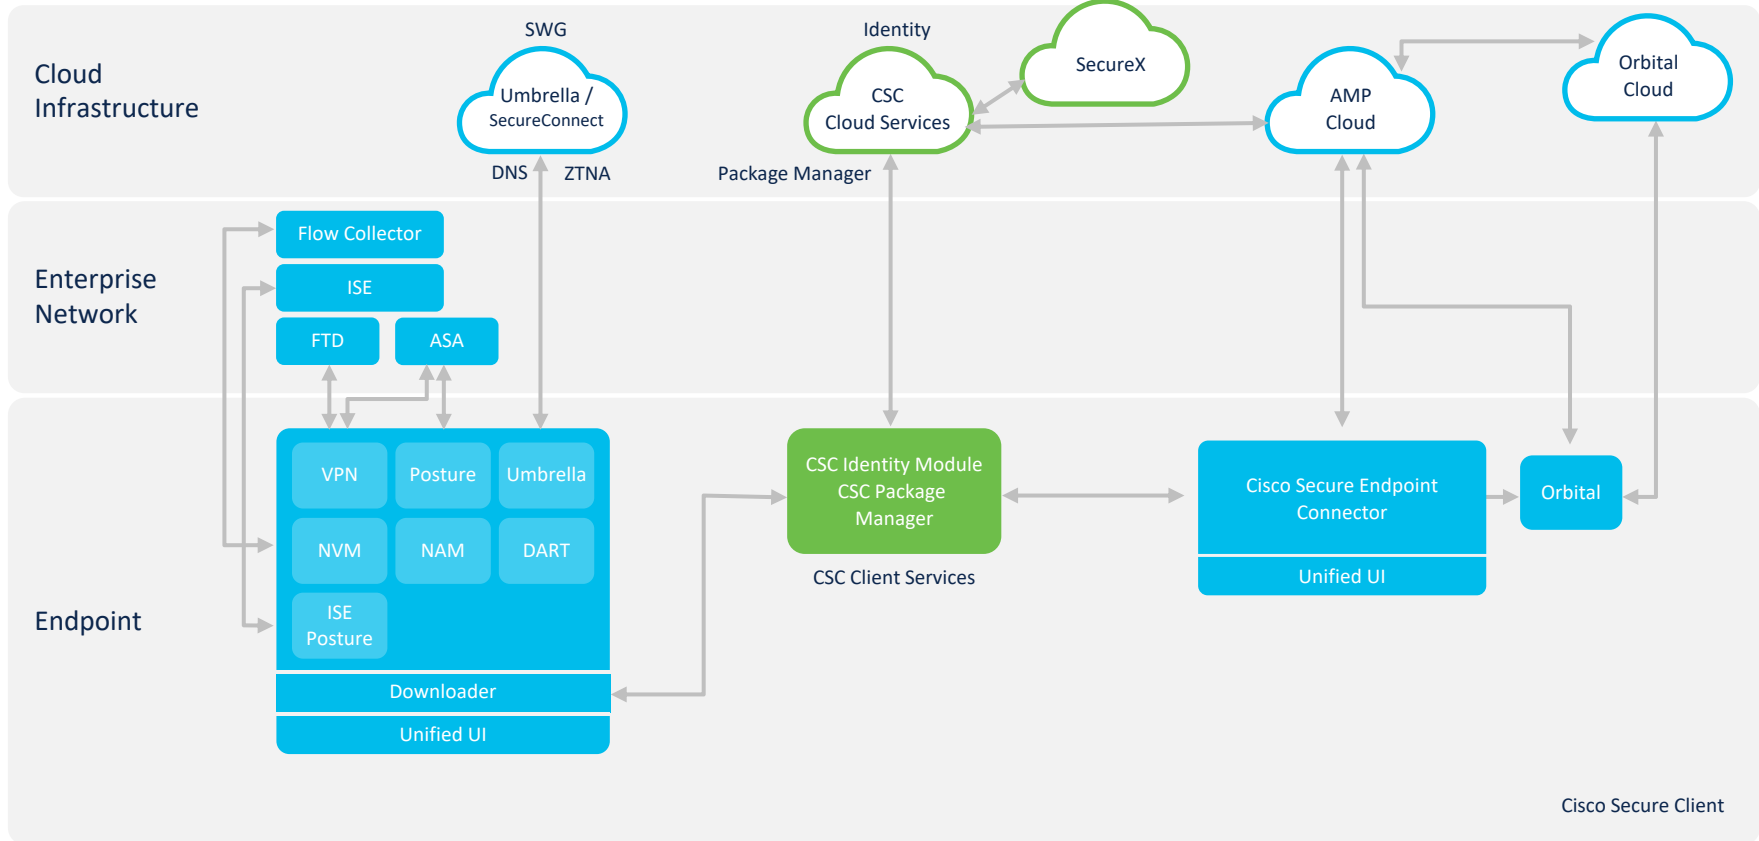 Cloud
Infrastructure
SWG
Umbrella /
SecureConnect
DNS
ZTNA
Identity
CSC
Cloud Services
Package Manager
SecureX
AMP
Cloud
Orbital
Cloud
Enterprise
Network
Flow Collector
ISE
FTD
ASA
Endpoint
VPN
Posture
Umbrella
NVM
NAM
DART
ISE
Posture
Downloader
Unified UI
CSC Identity Module
CSC Package
Manager
CSC Client Services
Cisco Secure Endpoint
Connector
Unified UI
Orbital
Cisco Secure Client